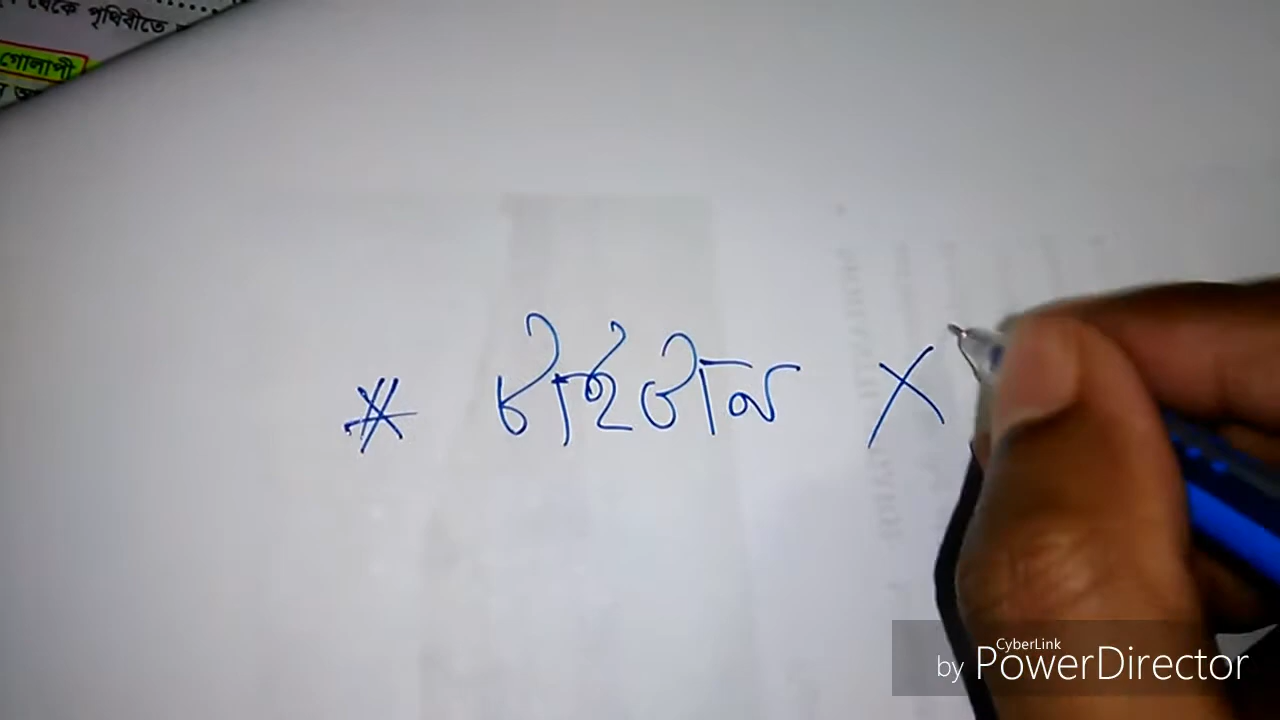 থেকে পৃথিবীতে
গোলাপী
* টাইটান X
CyberLink
by PowerDirector